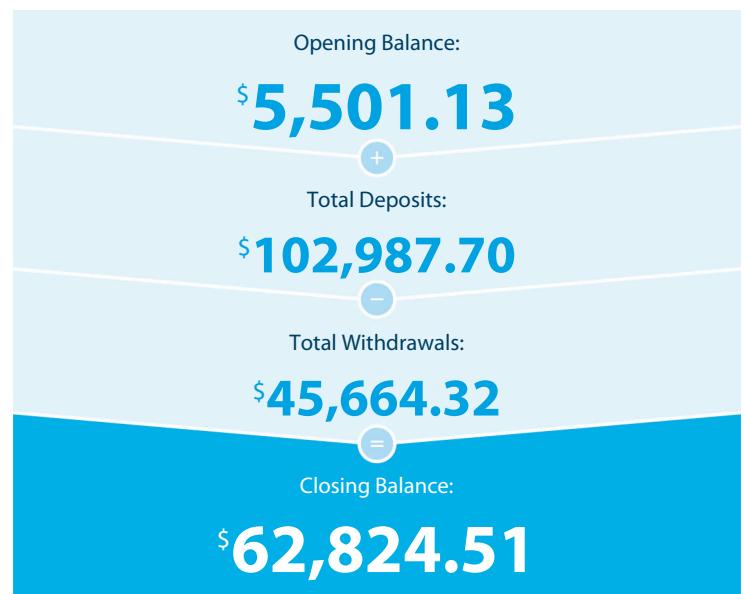 Opening Balance:
$5,501.13
+
Total Deposits:
$102,987.70
−
Total Withdrawals:
$45,664.32
=
Closing Balance:
$62,824.51